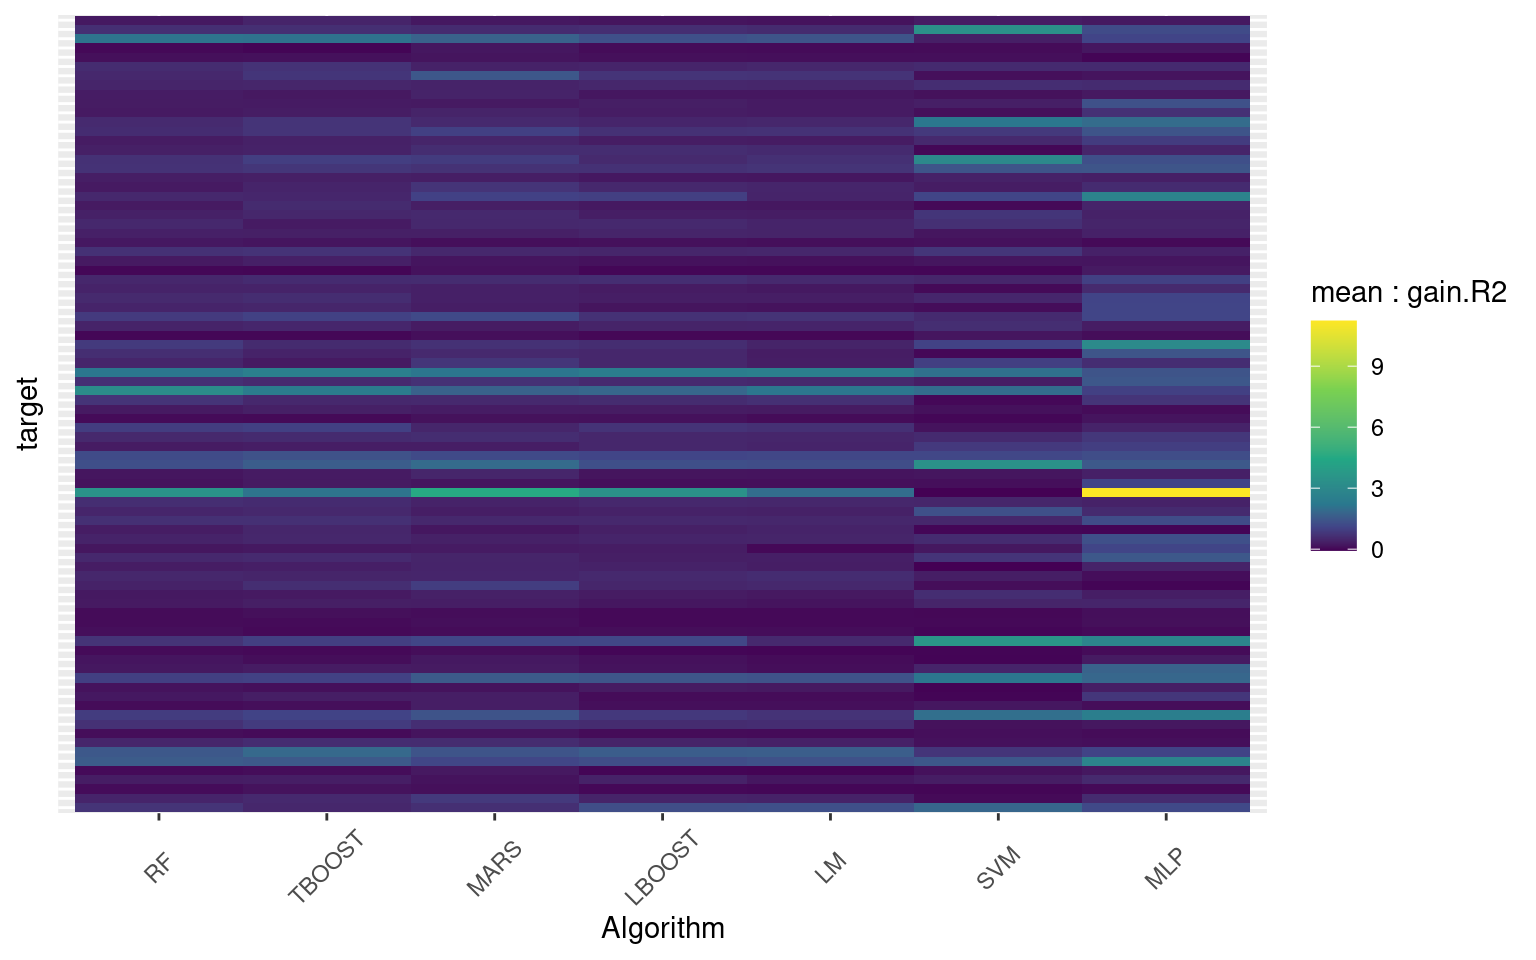 mean : gain.R2
9
6
3
0
target
RF
TBOOST
MARS
LBOOST
LM
SVM
MLP
Algorithm